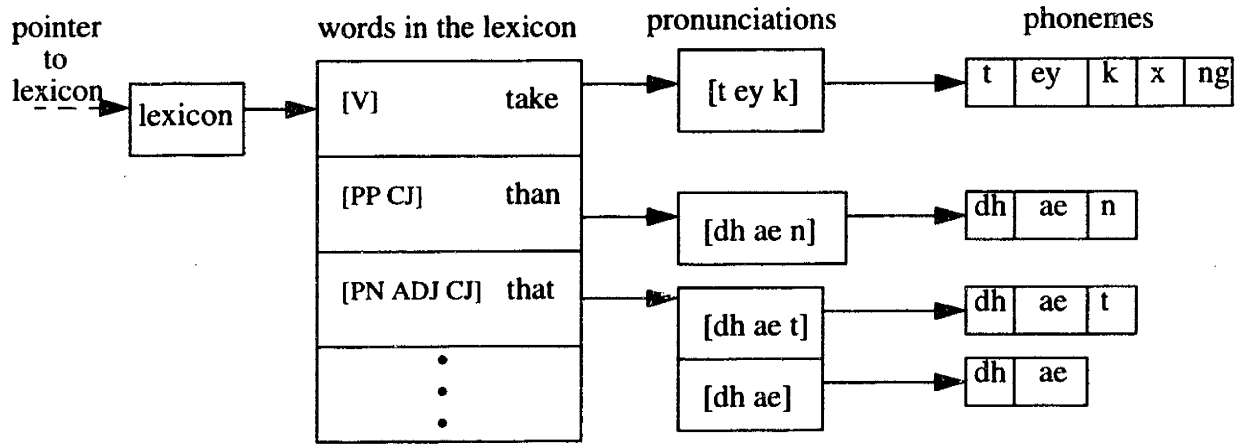 pointer
to
lexicon
lexicon
words in the lexicon
pronunciations
phonemes
[V] take
[t ey k]
t ey k x ng
[PP CJ] than
[dh ae n]
dh ae n
[PN ADJ CJ] that
[dh ae t]
dh ae t
[dh ae]
dh ae